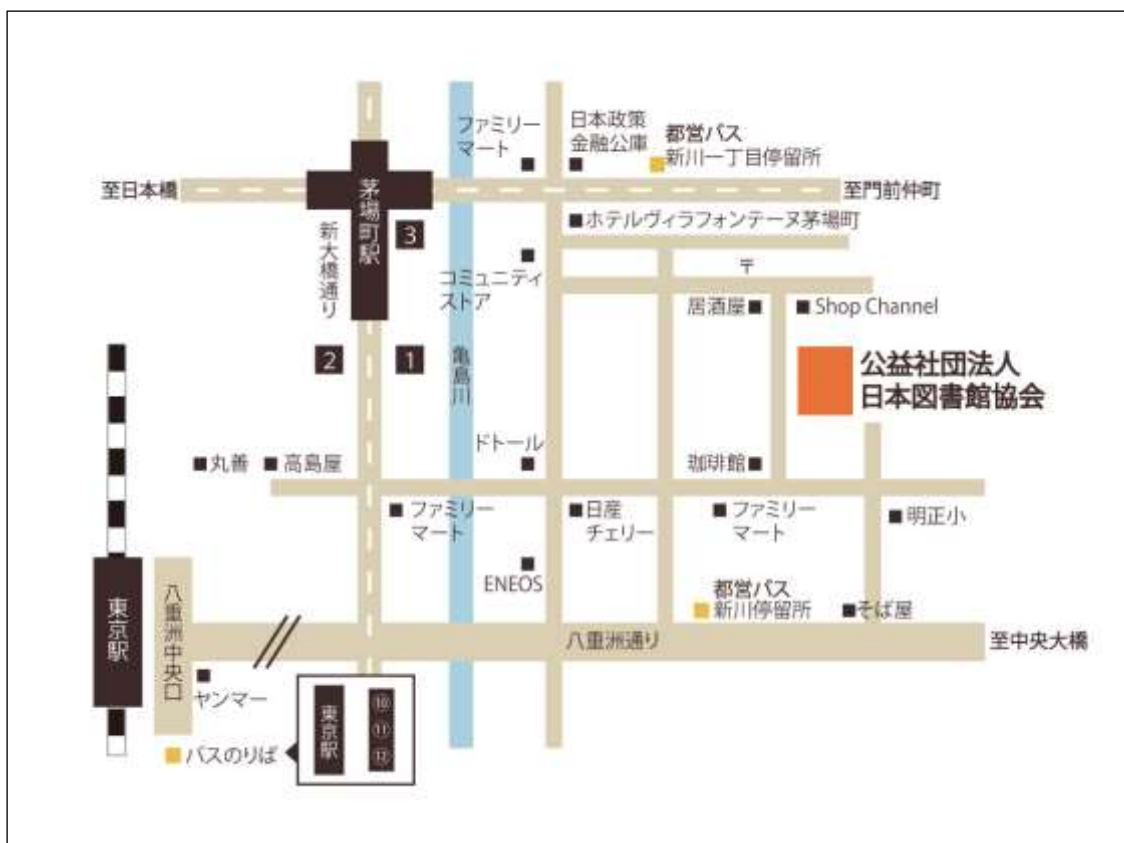 ファミリー
マート
日本政策
金融公庫
都営バス
新川一丁目停留所
至日本橋
茅場町駅
至門前仲町
3
ホテルヴィラフォンテーヌ茅場町
新大橋通り
コミュニティ
ストア
〒
居酒屋
Shop Channel
2
1
亀島川
公益社団法人
日本図書館協会
丸善
高島屋
ドトール
珈琲館
ファミリー
マート
日産
チェリー
ファミリー
マート
明正小
ENEOS
東京駅
八重洲中央口
都営バス
新川停留所
そば屋
八重洲通り
至中央大橋
ヤンマー
バスのりば
東京駅
⑩
⑪
⑫